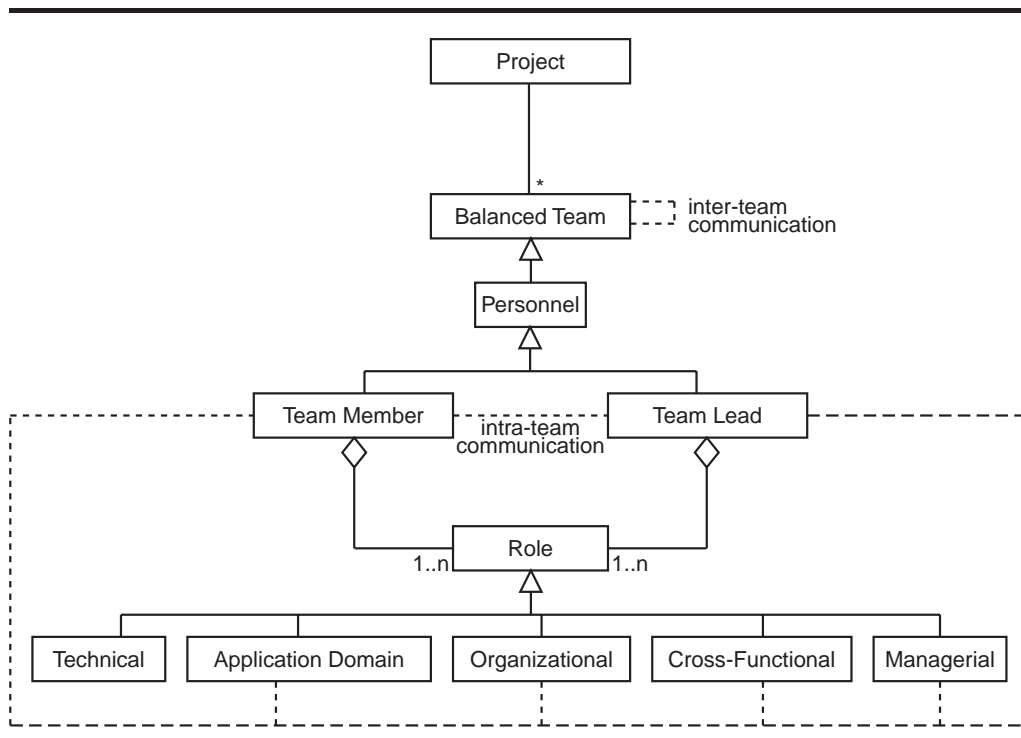 Project
*
Balanced Team
inter-team
communication
Personnel
Team Member
Team Lead
intra-team
communication
Role
1..n
1..n
Technical
Application Domain
Organizational
Cross-Functional
Managerial